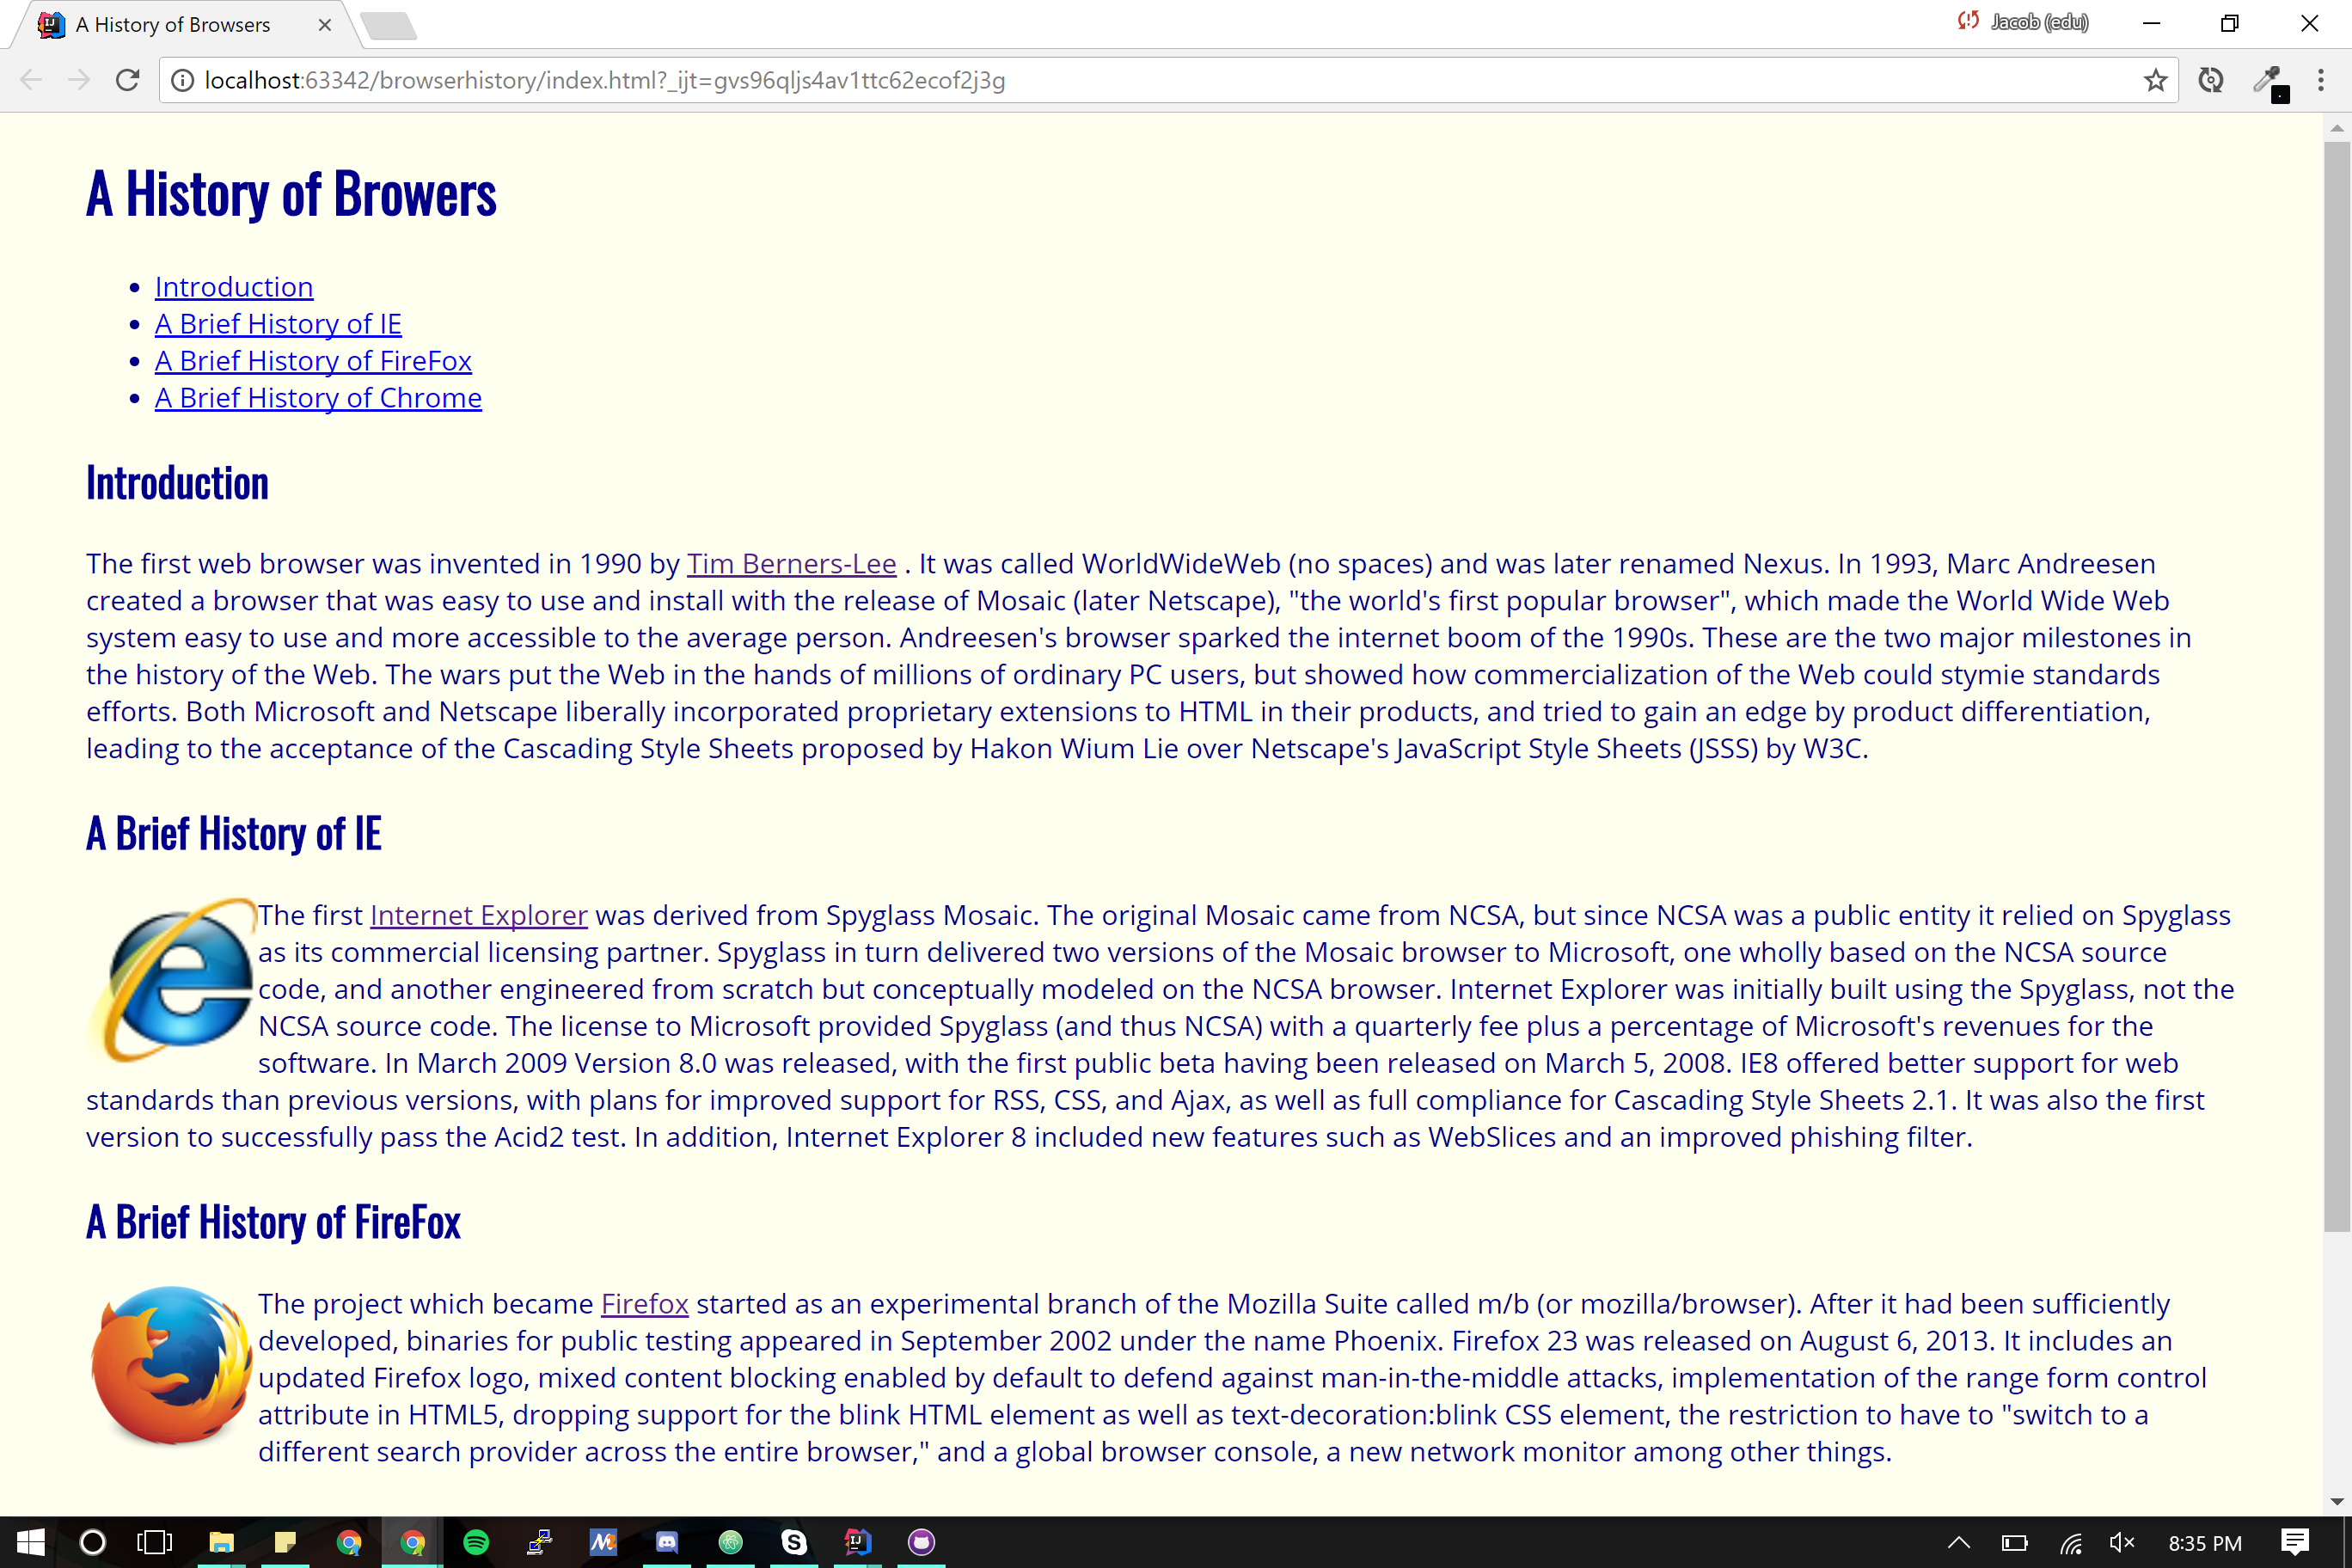 A History of Browsers
Jacob (edu)
localhost:63342/browserhistory/index.html?_ijt=gvs96qljs4av1ttc62ecof2j3g
A History of Browers
Introduction
A Brief History of IE
A Brief History of FireFox
A Brief History of Chrome
Introduction
The first web browser was invented in 1990 by Tim Berners-Lee . It was called WorldWideWeb (no spaces) and was later renamed Nexus. In 1993, Marc Andreesen
created a browser that was easy to use and install with the release of Mosaic (later Netscape), "the world's first popular browser", which made the World Wide Web
system easy to use and more accessible to the average person. Andreesen's browser sparked the internet boom of the 1990s. These are the two major milestones in
the history of the Web. The wars put the Web in the hands of millions of ordinary PC users, but showed how commercialization of the Web could stymie standards
efforts. Both Microsoft and Netscape liberally incorporated proprietary extensions to HTML in their products, and tried to gain an edge by product differentiation,
leading to the acceptance of the Cascading Style Sheets proposed by Hakon Wium Lie over Netscape's JavaScript Style Sheets (JSSS) by W3C.
A Brief History of IE
The first Internet Explorer was derived from Spyglass Mosaic. The original Mosaic came from NCSA, but since NCSA was a public entity it relied on Spyglass
as its commercial licensing partner. Spyglass in turn delivered two versions of the Mosaic browser to Microsoft, one wholly based on the NCSA source
code, and another engineered from scratch but conceptually modeled on the NCSA browser. Internet Explorer was initially built using the Spyglass, not the
NCSA source code. The license to Microsoft provided Spyglass (and thus NCSA) with a quarterly fee plus a percentage of Microsoft's revenues for the
software. In March 2009 Version 8.0 was released, with the first public beta having been released on March 5, 2008. IE8 offered better support for web
standards than previous versions, with plans for improved support for RSS, CSS, and Ajax, as well as full compliance for Cascading Style Sheets 2.1. It was also the first
version to successfully pass the Acid2 test. In addition, Internet Explorer 8 included new features such as WebSlices and an improved phishing filter.
A Brief History of FireFox
The project which became Firefox started as an experimental branch of the Mozilla Suite called m/b (or mozilla/browser). After it had been sufficiently
developed, binaries for public testing appeared in September 2002 under the name Phoenix. Firefox 23 was released on August 6, 2013. It includes an
updated Firefox logo, mixed content blocking enabled by default to defend against man-in-the-middle attacks, implementation of the range form control
attribute in HTML5, dropping support for the blink HTML element as well as text-decoration:blink CSS element, the restriction to have to "switch to a
different search provider across the entire browser," and a global browser console, a new network monitor among other things.
8:35 PM